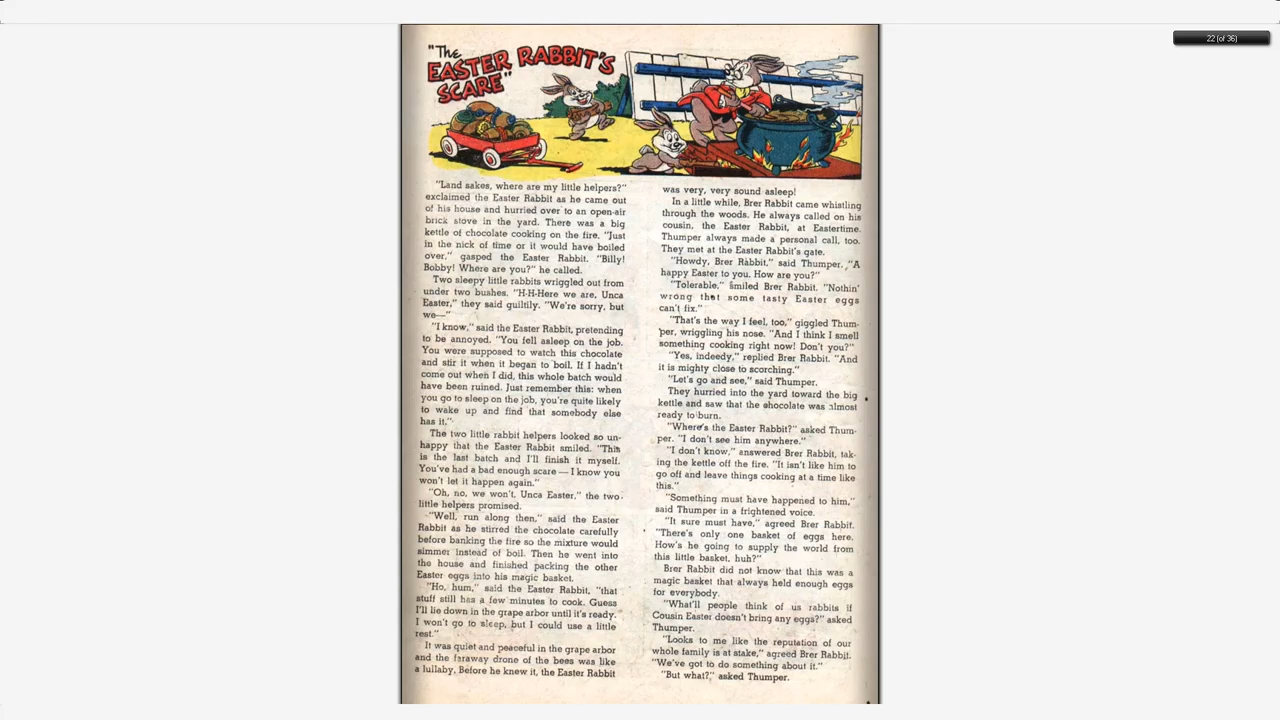 22 (of 36)
"The
EASTER RABBIT'S
SCARE"
"Land sakes, where are my little helpers?"
exclaimed the Easter Rabbit as he came out
of his house and hurried over to an open-air
brick stove in the yard. There was a big
kettle of chocolate cooking on the fire. "Just
in the nick of time or it would have boiled
over," gasped the Easter Rabbit. "Billy!
Bobby! Where are you?" he called.
Two sleepy little rabbits wriggled out from
under two bushes. "H-H-Here we are, Unca
Easter," they said guiltily. "We're sorry, but
we—"
"I know," said the Easter Rabbit, pretending
to be annoyed. "You fell asleep on the job.
You were supposed to watch this chocolate
and stir it when it began to boil. If I hadn't
come out when I did, this whole batch would
have been ruined. Just remember this: when
you go to sleep on the job, you're quite likely
to wake up and find that somebody else
has it."
The two little rabbit helpers looked so un-
happy that the Easter Rabbit smiled. "This
is the last batch and I'll finish it myself.
You've had a bad enough scare — I know you
won't let it happen again."
"Oh, no, we won't, Unca Easter," the two
little helpers promised.
"Well, run along then," said the Easter
Rabbit as he stirred the chocolate carefully
before banking the fire so the mixture would
simmer instead of boil. Then he went into
the house and finished packing the other
Easter eggs into his magic basket.
"Ho, hum," said the Easter Rabbit, "that
stuff still has a few minutes to cook. Guess
I'll lie down in the grape arbor until it's ready.
I won't go to sleep, but I could use a little
rest."
It was quiet and peaceful in the grape arbor
and the faraway drone of the bees was like
a lullaby. Before he knew it, the Easter Rabbit
was very, very sound asleep!
In a little while, Brer Rabbit came whistling
through the woods. He always called on his
cousin, the Easter Rabbit, at Eastertime.
Thumper always made a personal call, too.
They met at the Easter Rabbit's gate.
"Howdy, Brer Rabbit," said Thumper. "A
happy Easter to you. How are you?"
"Tolerable," smiled Brer Rabbit. "Nothin'
wrong that some tasty Easter eggs
can't fix."
"That's the way I feel, too," giggled Thum-
per, wriggling his nose. "And I think I smell
something cooking right now! Don't you?"
"Yes, indeedy," replied Brer Rabbit. "And
it is mighty close to scorching."
"Let's go and see," said Thumper.
They hurried into the yard toward the big
kettle and saw that the chocolate was almost
ready to burn.
"Where's the Easter Rabbit?" asked Thum-
per. "I don't see him anywhere."
"I don't know," answered Brer Rabbit, tak-
ing the kettle off the fire. "It isn't like him to
go off and leave things cooking at a time like
this."
"Something must have happened to him,"
said Thumper in a frightened voice.
"It sure must have," agreed Brer Rabbit.
"There's only one basket of eggs here.
How's he going to supply the world from
this little basket, huh?"
Brer Rabbit did not know that this was a
magic basket that always held enough eggs
for everybody.
"What'll people think of us rabbits if
Cousin Easter doesn't bring any eggs?" asked
Thumper.
"Looks to me like the reputation of our
whole family is at stake," agreed Brer Rabbit.
"We've got to do something about it."
"But what?" asked Thumper.